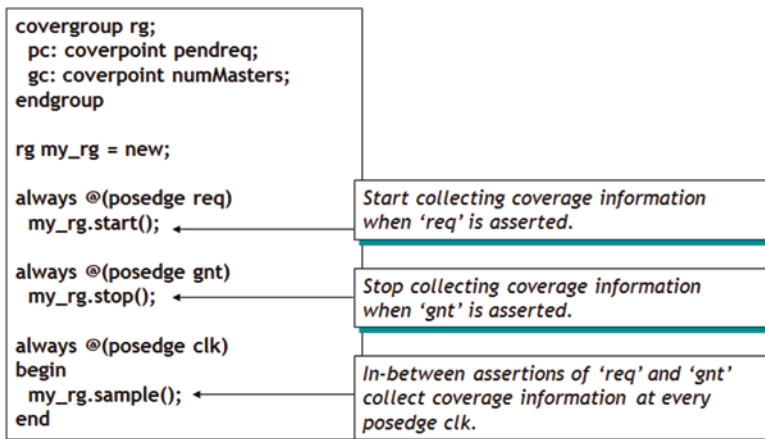 covergroup rg;
pc: coverpoint pendreq;
gc: coverpoint numMasters;
endgroup
rg my_rg = new;
always @(posedge req)
my_rg.start();
always @(posedge gnt)
my_rg.stop();
always @(posedge clk)
begin
my_rg.sample();
end
Start collecting coverage information
when ‘req’ is asserted.
Stop collecting coverage information
when ‘gnt’ is asserted.
In-between assertions of ‘req’ and ‘gnt’
collect coverage information at every
posedge clk.